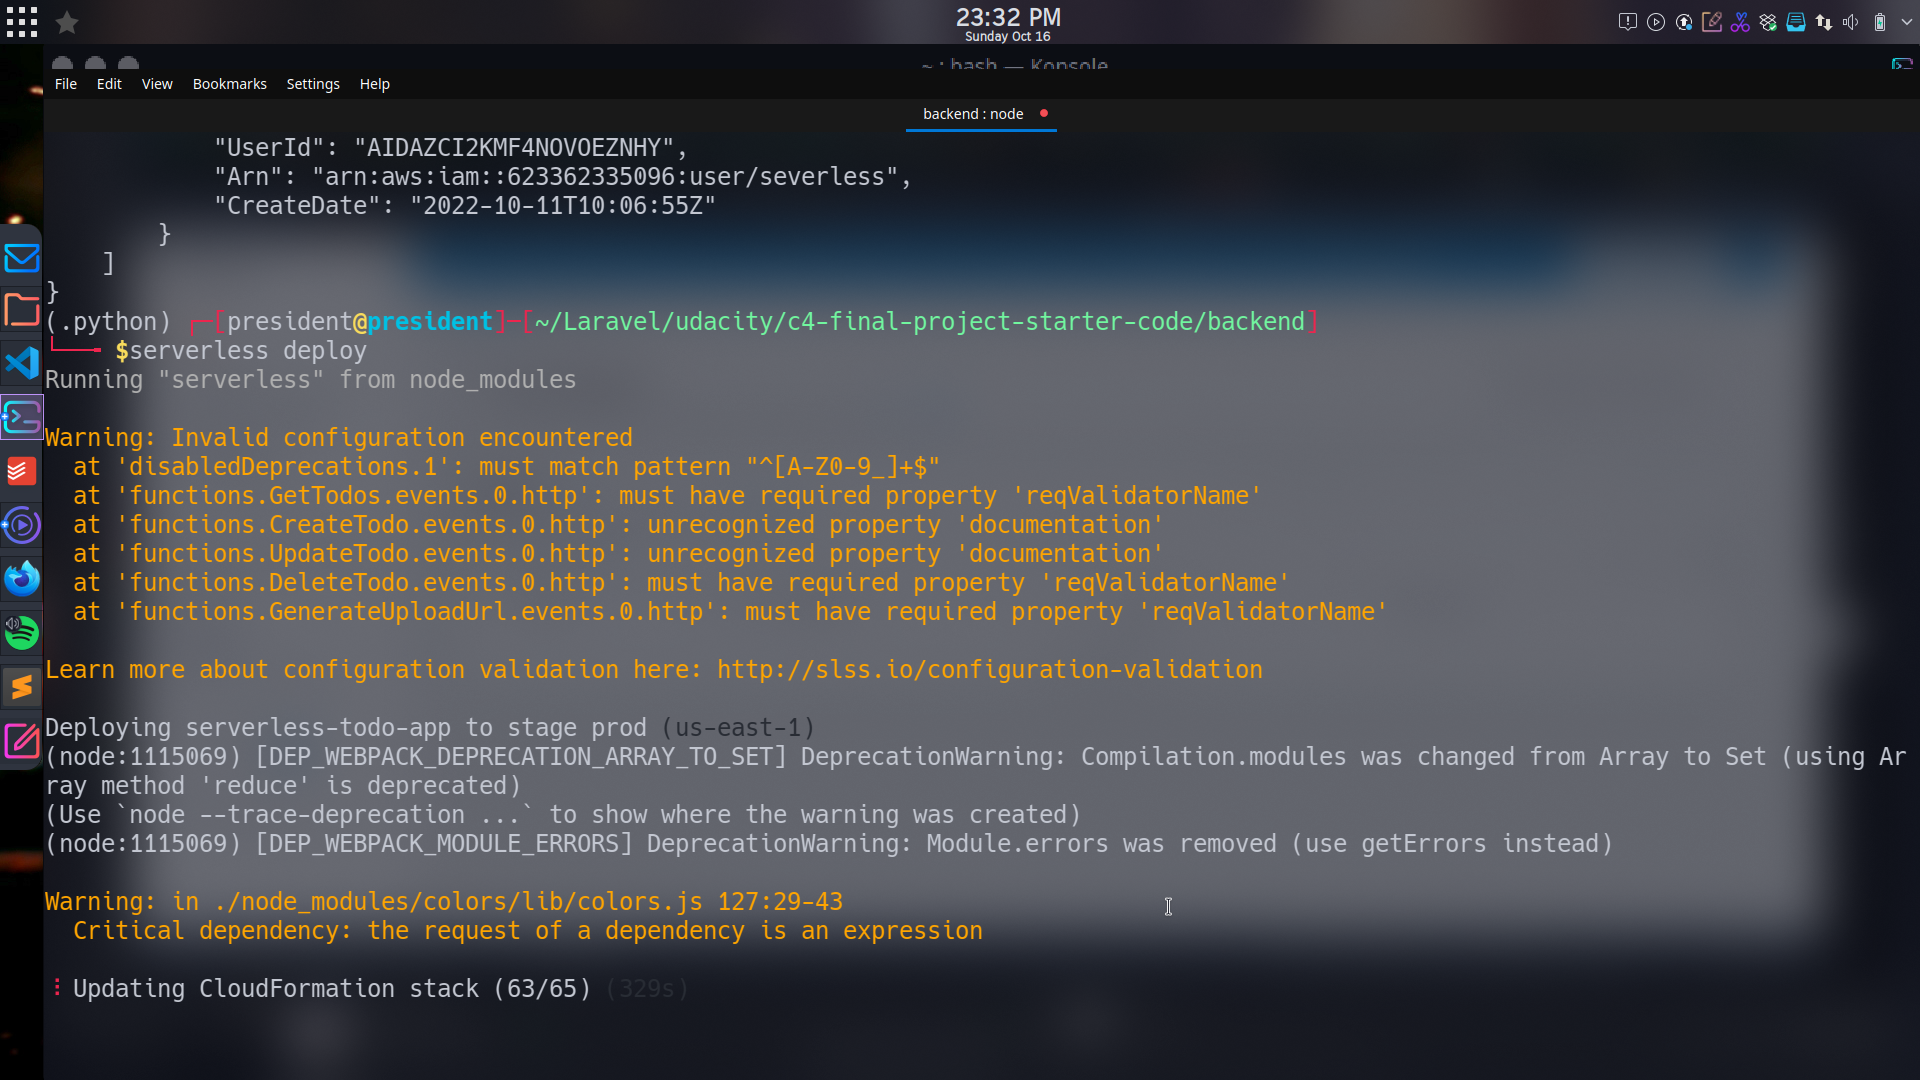 23:32 PM
Sunday Oct 16
~ : bash — Konsole
File Edit View Bookmarks Settings Help
backend : node
"UserId": "AIDAZCI2KMF4NOVOEZNHY",
"Arn": "arn:aws:iam::623362335096:user/severless",
"CreateDate": "2022-10-11T10:06:55Z"
}
]
}
(.python) ┌─[president@president]─[~/Laravel/udacity/c4-final-project-starter-code/backend]
└──╼ $serverless deploy
Running "serverless" from node_modules
Warning: Invalid configuration encountered
at 'disabledDeprecations.1': must match pattern "^[A-Z0-9_]+$"
at 'functions.GetTodos.events.0.http': must have required property 'reqValidatorName'
at 'functions.CreateTodo.events.0.http': unrecognized property 'documentation'
at 'functions.UpdateTodo.events.0.http': unrecognized property 'documentation'
at 'functions.DeleteTodo.events.0.http': must have required property 'reqValidatorName'
at 'functions.GenerateUploadUrl.events.0.http': must have required property 'reqValidatorName'
Learn more about configuration validation here: http://slss.io/configuration-validation
Deploying serverless-todo-app to stage prod (us-east-1)
(node:1115069) [DEP_WEBPACK_DEPRECATION_ARRAY_TO_SET] DeprecationWarning: Compilation.modules was changed from Array to Set (using Ar
ray method 'reduce' is deprecated)
(Use `node --trace-deprecation ...` to show where the warning was created)
(node:1115069) [DEP_WEBPACK_MODULE_ERRORS] DeprecationWarning: Module.errors was removed (use getErrors instead)
Warning: in ./node_modules/colors/lib/colors.js 127:29-43
Critical dependency: the request of a dependency is an expression
⠸ Updating CloudFormation stack (63/65) (329s)